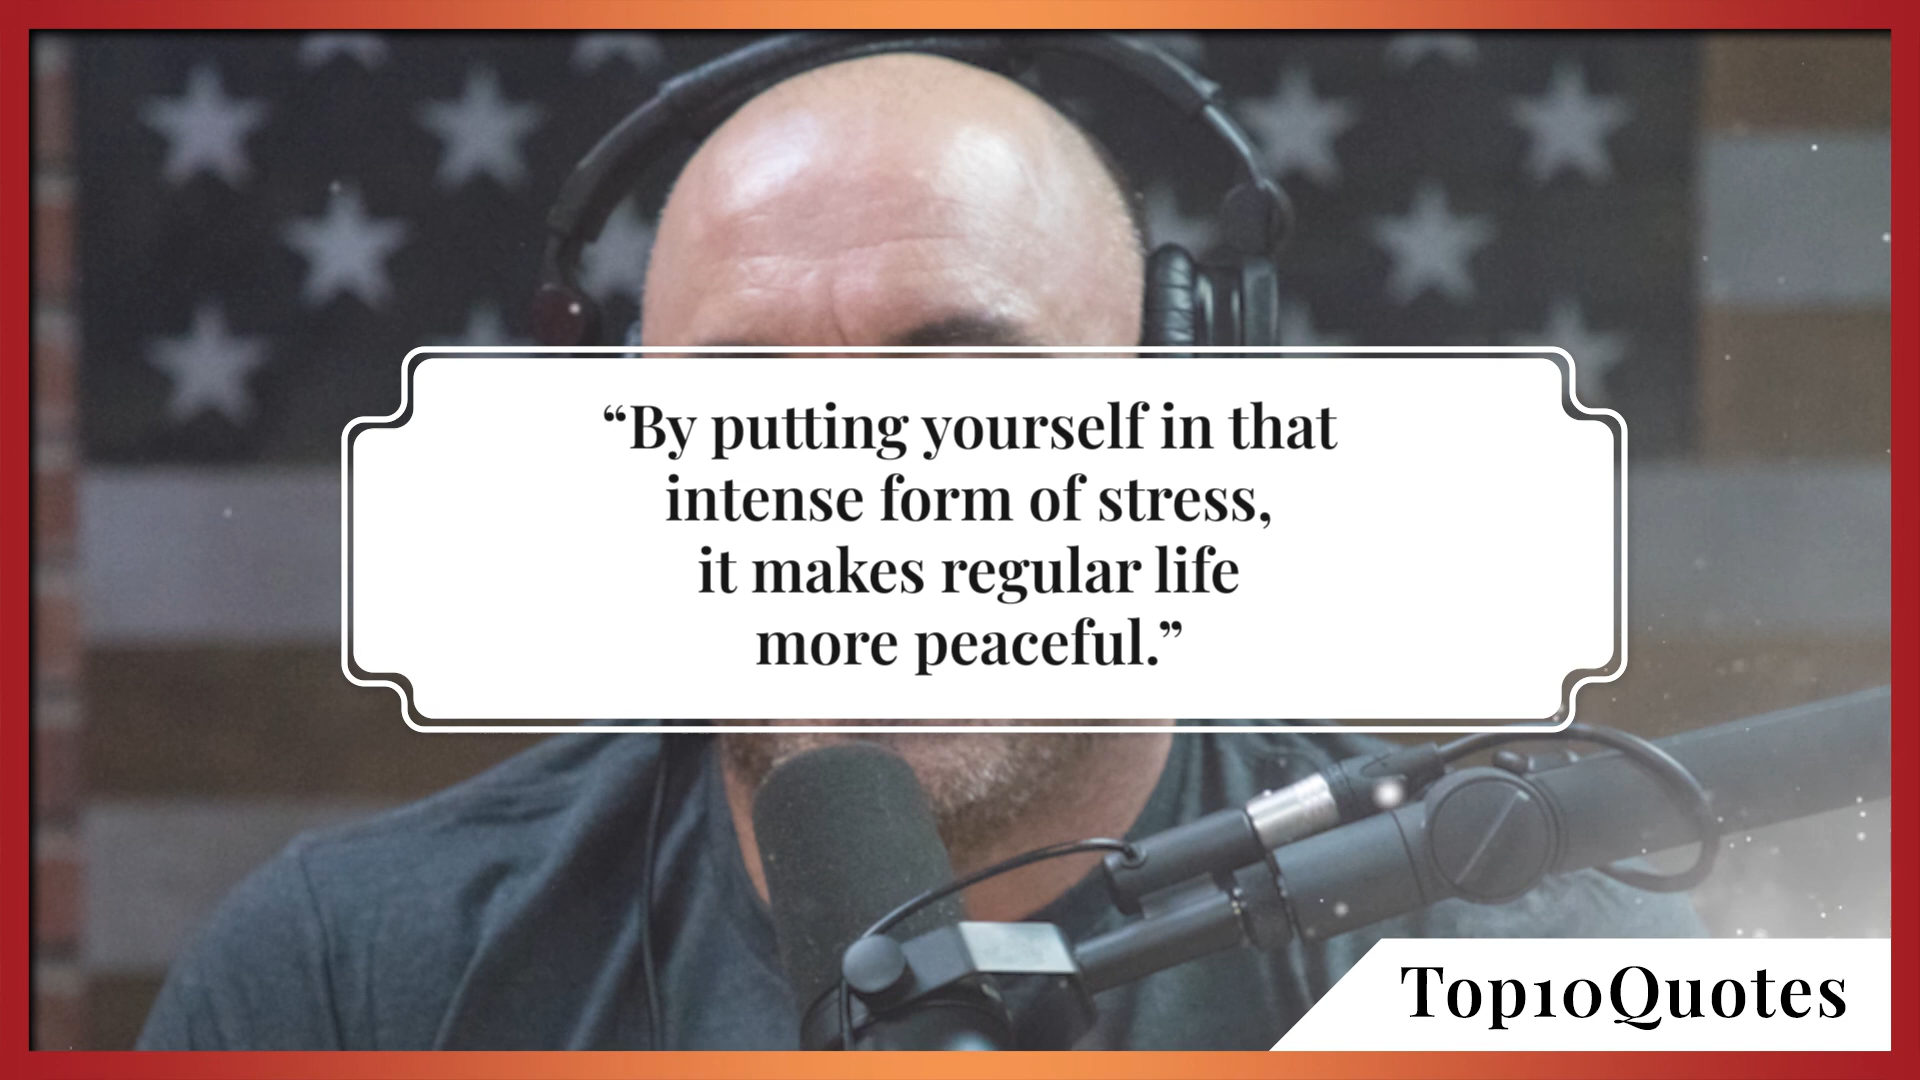 “By putting yourself in that
intense form of stress,
it makes regular life
more peaceful.”
Top10Quotes